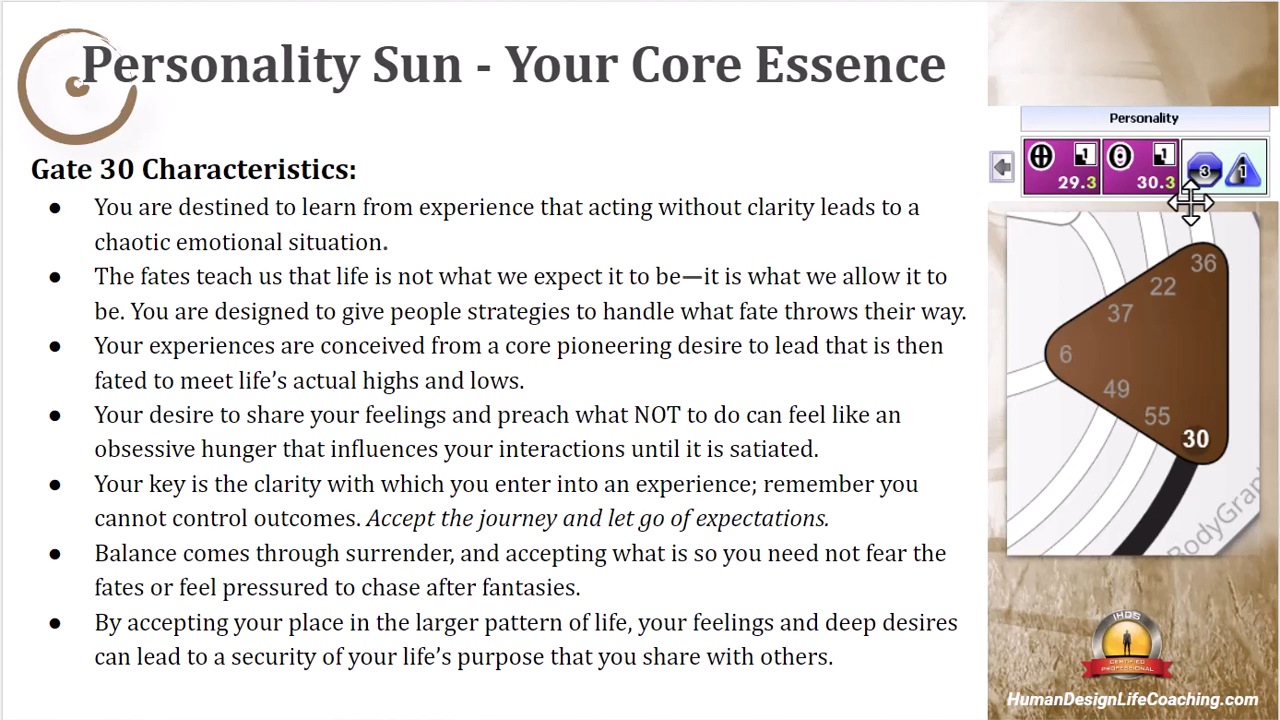 Personality Sun - Your Core Essence
Gate 30 Characteristics:
● You are destined to learn from experience that acting without clarity leads to a
chaotic emotional situation.
● The fates teach us that life is not what we expect it to be—it is what we allow it to
be. You are designed to give people strategies to handle what fate throws their way.
● Your experiences are conceived from a core pioneering desire to lead that is then
fated to meet life’s actual highs and lows.
● Your desire to share your feelings and preach what NOT to do can feel like an
obsessive hunger that influences your interactions until it is satiated.
● Your key is the clarity with which you enter into an experience; remember you
cannot control outcomes. Accept the journey and let go of expectations.
● Balance comes through surrender, and accepting what is so you need not fear the
fates or feel pressured to chase after fantasies.
● By accepting your place in the larger pattern of life, your feelings and deep desires
can lead to a security of your life’s purpose that you share with others.
Personality
1 1 3 1
29.3 30.3
36
22
37
6
49
55
30
BodyGrap
IHDS
CERTIFIED
PROFESSIONAL
HumanDesignLifeCoaching.com